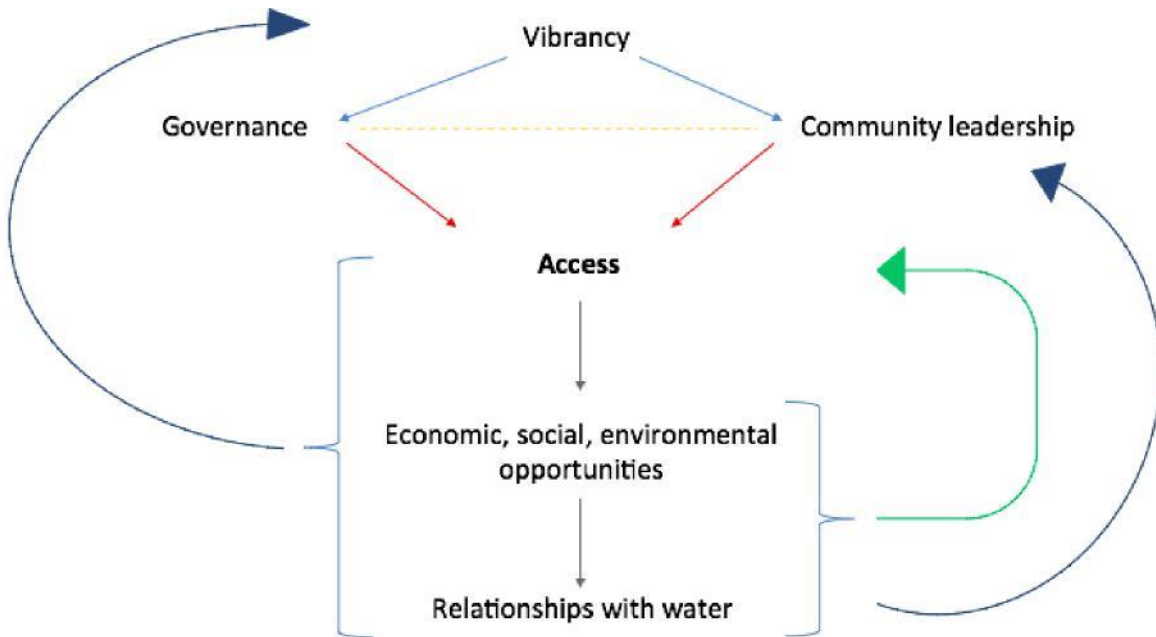 Vibrancy
Governance
Community leadership
Access
Economic, social, environmental
opportunities
Relationships with water